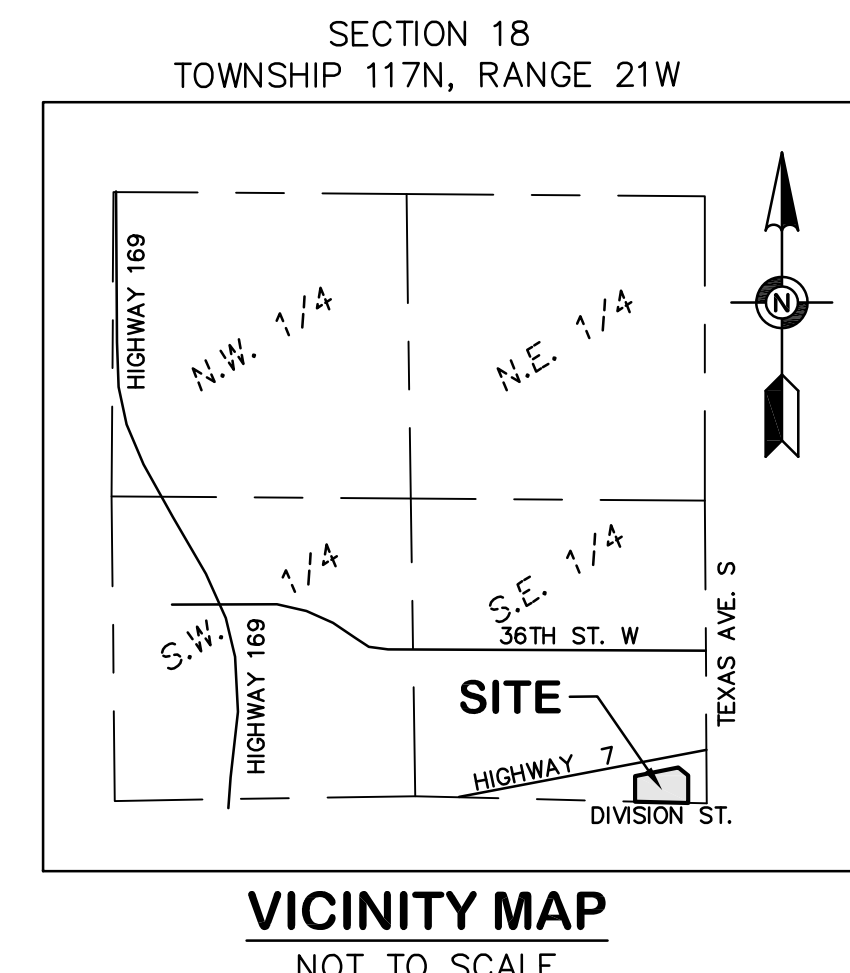 SECTION 18
TOWNSHIP 117N, RANGE 21W
HIGHWAY 169
N.W. 1/4
N.E. 1/4
N
S.W. 1/4
S.E. 1/4
36TH ST. W
TEXAS AVE. S
HIGHWAY 169
SITE
HIGHWAY 7
DIVISION ST.
VICINITY MAP
NOT TO SCALE